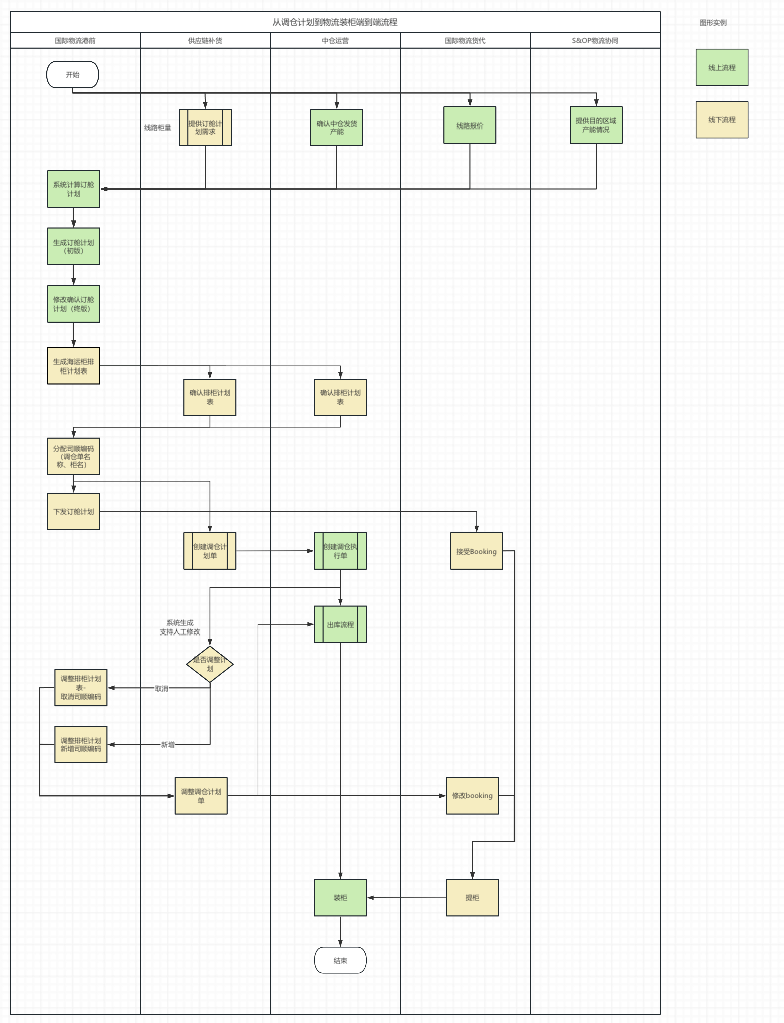 从调仓计划到物流装柜端到端流程
图形实例
国际物流港前
供应链补货
中仓运营
国际物流货代
S&OP物流协同
开始
线上流程
线下流程
线路柜量
提供订舱计
划需求
确认中仓发货
产能
线路报价
提供目的区域
产能情况
系统计算订舱
计划
生成订舱计划
（初版）
修改确认订舱
计划（终版）
生成海运柜排
柜计划表
确认排柜计划
表
确认排柜计划
表
分配司顺编码
（调仓单名
称、柜名）
下发订舱计划
创建调仓计
划单
创建调仓执
行单
接受Booking
出库流程
系统生成
支持人工修改
是否调整计
划
调整排柜计划
表-
取消司顺编码
取消
调整排柜计划
新增司顺编码
新增
调整调仓计划
单
修改booking
装柜
提柜
结束